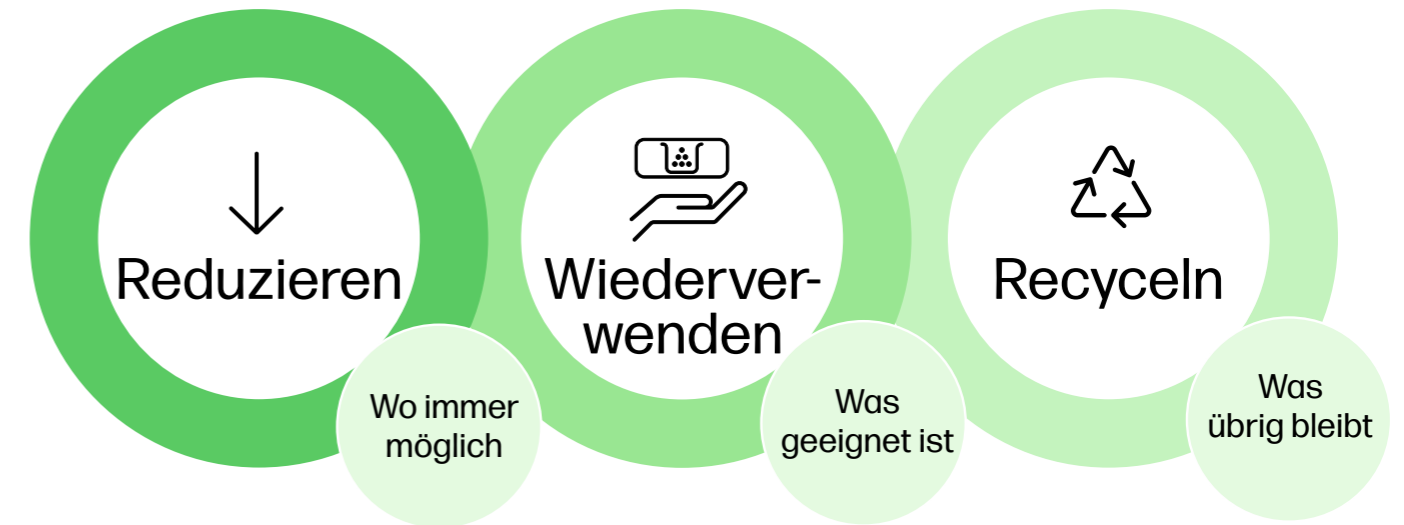 Reduzieren
Wo immer
möglich
Wiederver-
wenden
Was
geeignet ist
Recyceln
Was
übrig bleibt